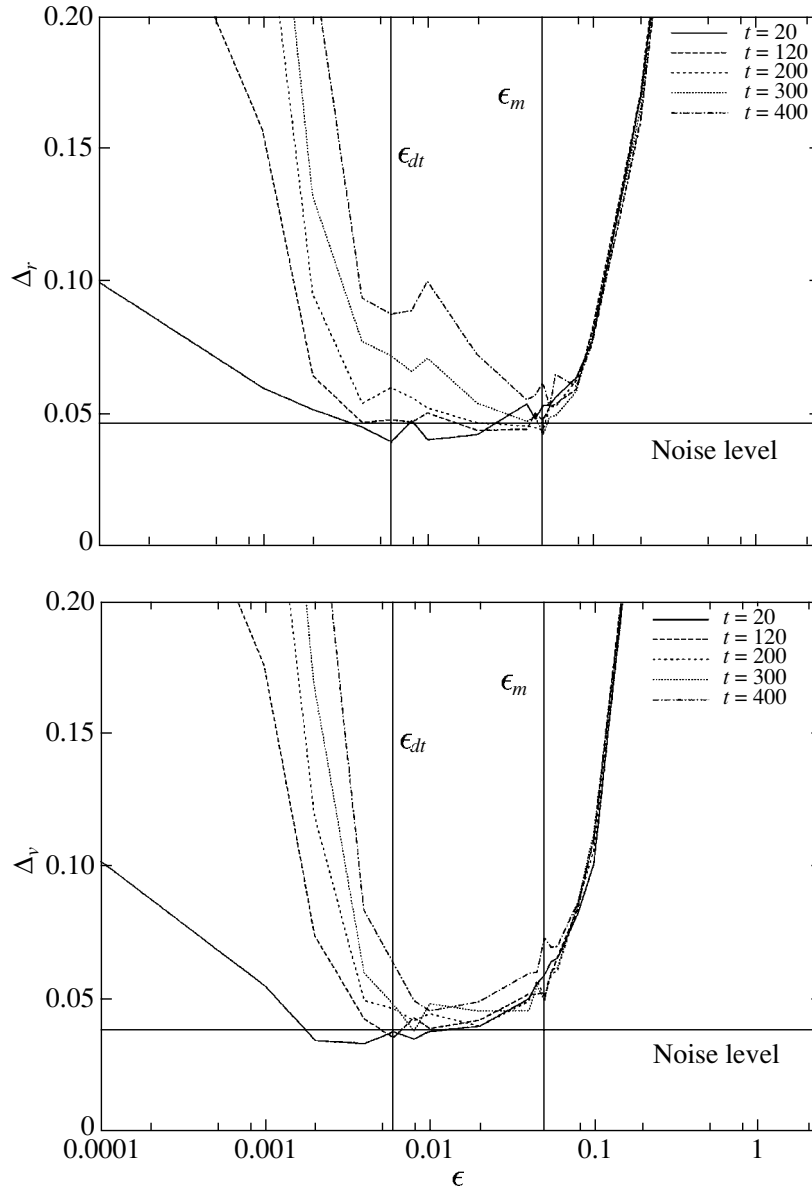 0.20
0.15
0.10
0.05
0
Δr
ϵdt
ϵm
t = 20
t = 120
t = 200
t = 300
t = 400
Noise level
0.20
0.15
0.10
0.05
0
Δv
ϵdt
ϵm
t = 20
t = 120
t = 200
t = 300
t = 400
Noise level
0.0001
0.001
0.01
0.1
1
ϵ